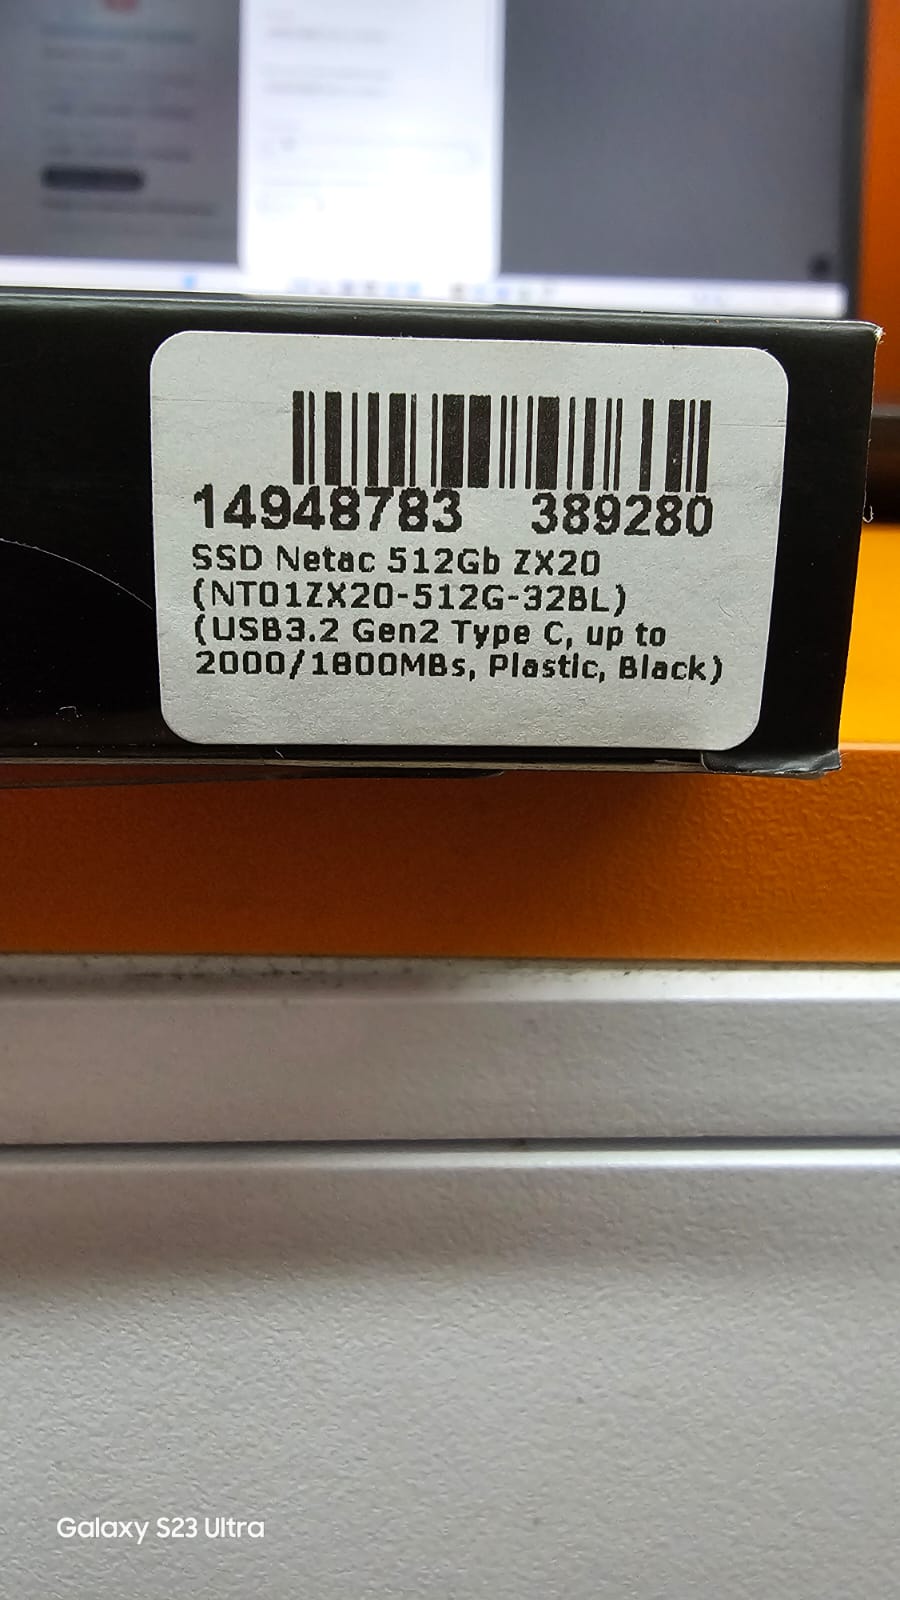 14948783 389280
SSD Netac 512Gb ZX20
(NT01ZX20-512G-32BL)
(USB3.2 Gen2 Type C, up to
2000/1800MBs, Plastic, Black)
Galaxy S23 Ultra